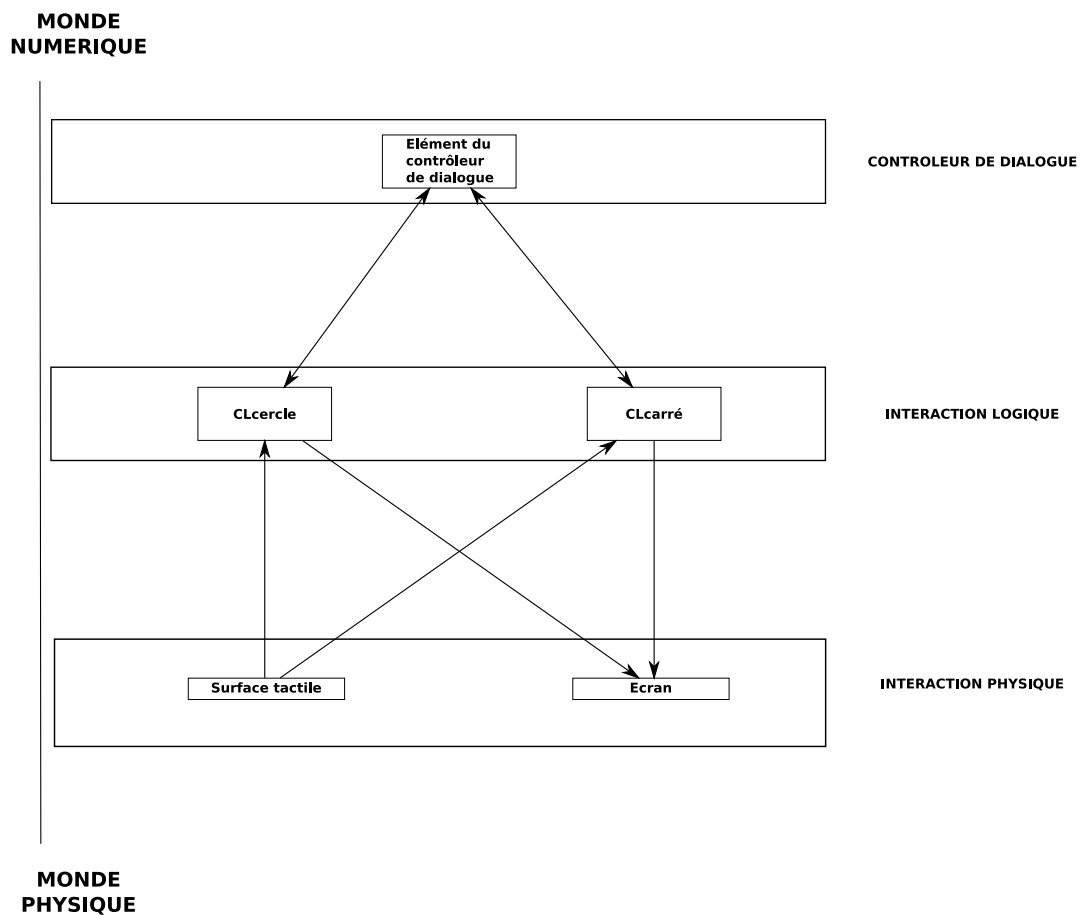 MONDE
NUMERIQUE
Elément du
contrôleur
de dialogue
CONTROLEUR DE DIALOGUE
CLcercle
CLcarré
INTERACTION LOGIQUE
Surface tactile
Ecran
INTERACTION PHYSIQUE
MONDE
PHYSIQUE